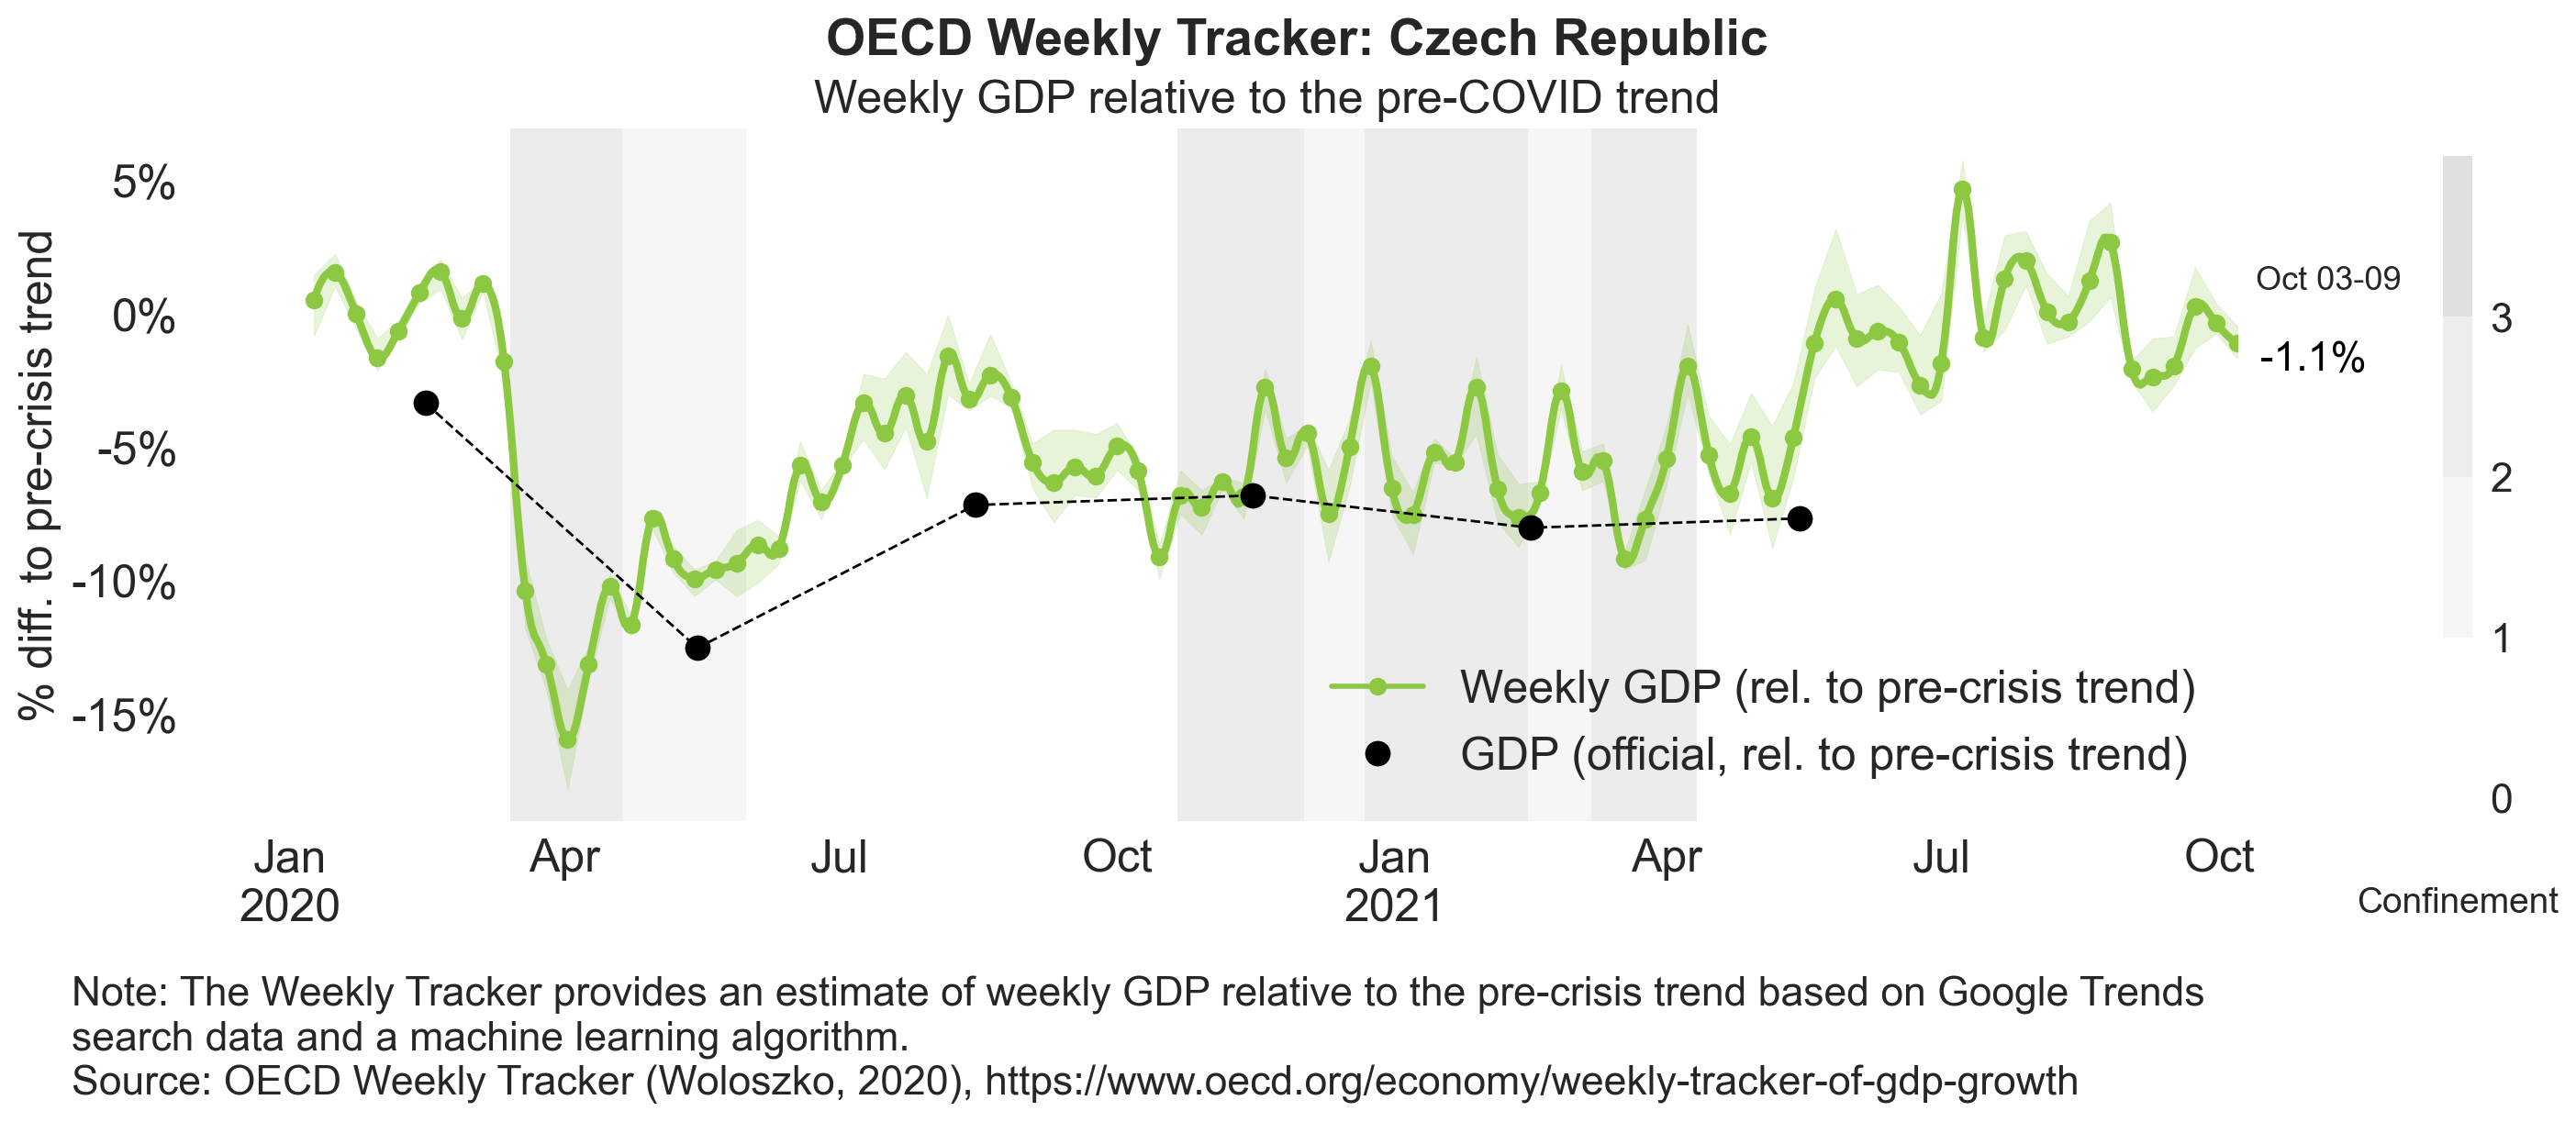 OECD Weekly Tracker: Czech Republic
Weekly GDP relative to the pre-COVID trend
% diff. to pre-crisis trend
5%
0%
-5%
-10%
-15%
Oct 03-09
-1.1%
3
2
1
0
Weekly GDP (rel. to pre-crisis trend)
GDP (official, rel. to pre-crisis trend)
Jan Apr Jul Oct Jan Apr Jul Oct
2020 2021
Confinement
Note: The Weekly Tracker provides an estimate of weekly GDP relative to the pre-crisis trend based on Google Trends
search data and a machine learning algorithm.
Source: OECD Weekly Tracker (Woloszko, 2020), https://www.oecd.org/economy/weekly-tracker-of-gdp-growth